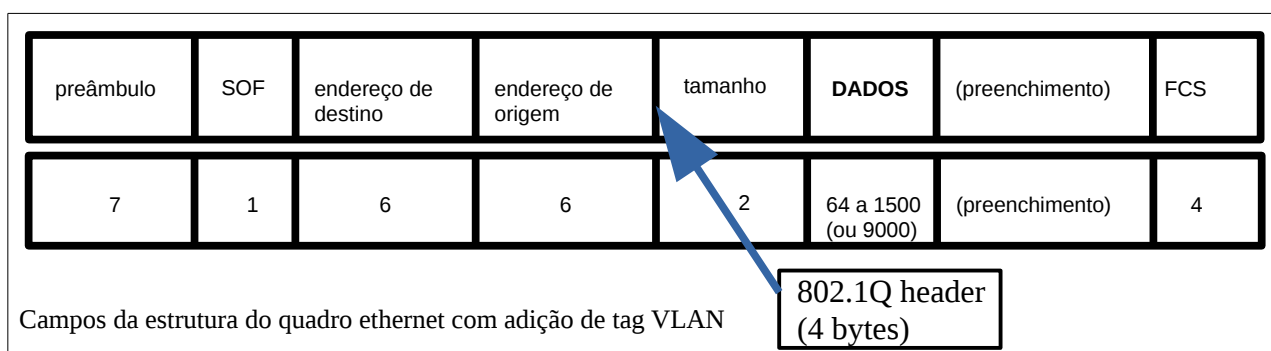 preâmbulo
SOF
endereço de
destino
endereço de
origem
tamanho
DADOS
(preenchimento)
FCS
7
1
6
6
2
64 a 1500
(ou 9000)
(preenchimento)
4
802.1Q header
(4 bytes)
Campos da estrutura do quadro ethernet com adição de tag VLAN